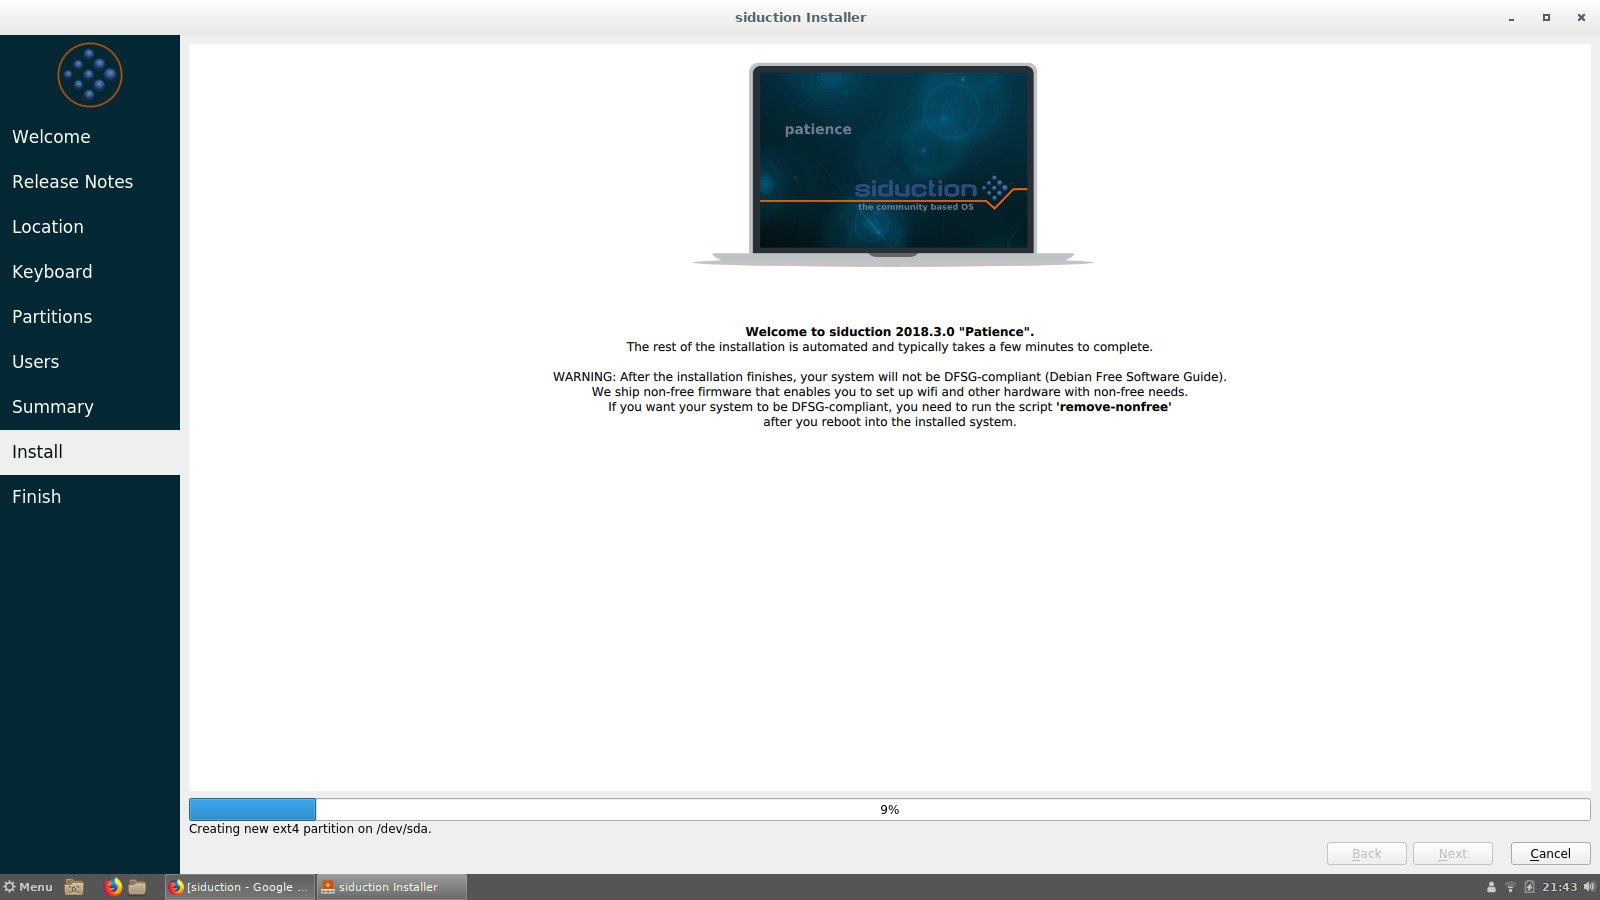 siduction Installer
Welcome
Release Notes
Location
Keyboard
Partitions
Users
Summary
Install
Finish
patience
siduction
the community based OS
Welcome to siduction 2018.3.0 "Patience".
The rest of the installation is automated and typically takes a few minutes to complete.
WARNING: After the installation finishes, your system will not be DFSG-compliant (Debian Free Software Guide).
We ship non-free firmware that enables you to set up wifi and other hardware with non-free needs.
If you want your system to be DFSG-compliant, you need to run the script 'remove-nonfree'
after you reboot into the installed system.
9%
Creating new ext4 partition on /dev/sda.
Back Next Cancel
Menu [siduction - Google ... siduction Installer 21:43